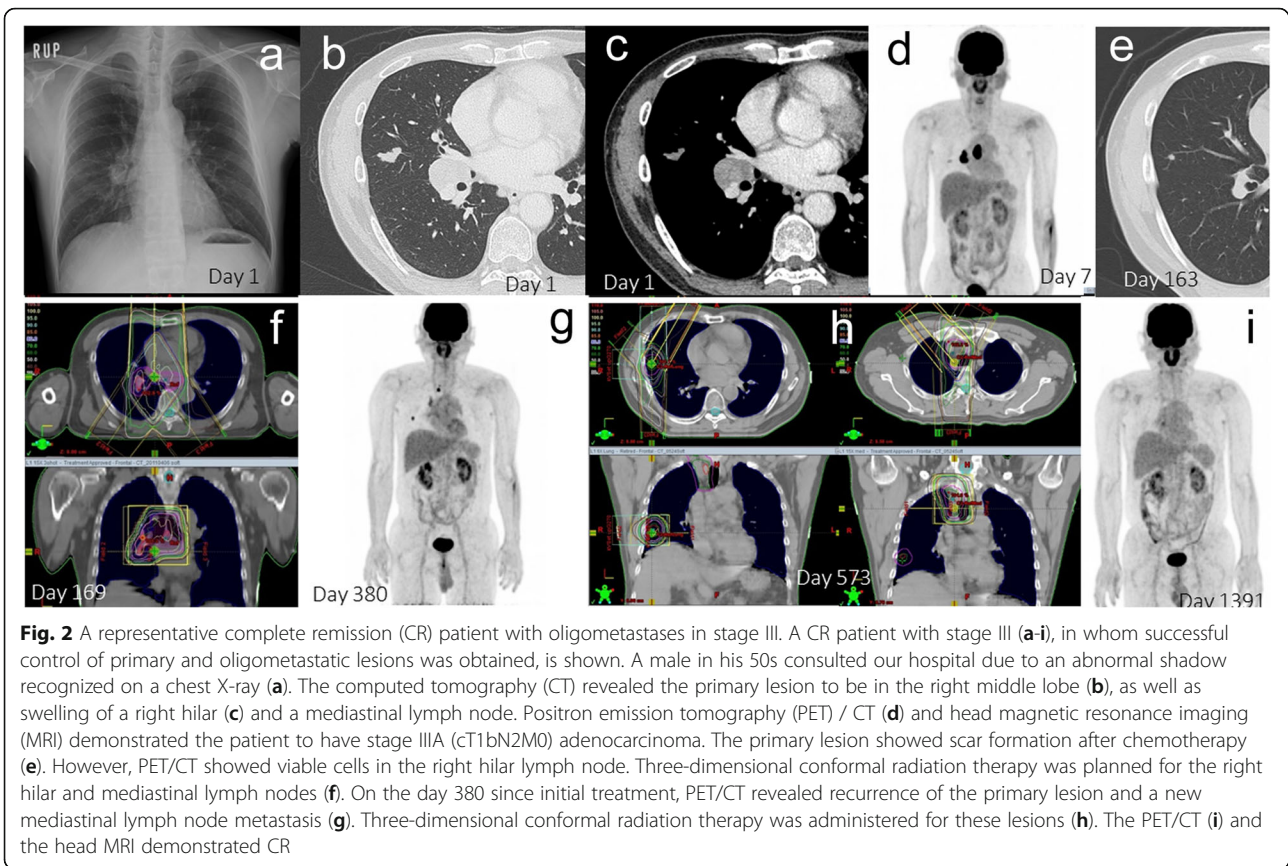 RUP
a
Day 1
b
Day 1
c
Day 1
d
Day 7
e
Day 163
f
L1 10X 3shot - Treatment Approved - Frontal - CT_20150406 soft
Day 169
g
Day 380
h
Day 573
i
Day 1391
Fig. 2 A representative complete remission (CR) patient with oligometastases in stage III. A CR patient with stage III (a-i), in whom successful
control of primary and oligometastatic lesions was obtained, is shown. A male in his 50s consulted our hospital due to an abnormal shadow
recognized on a chest X-ray (a). The computed tomography (CT) revealed the primary lesion to be in the right middle lobe (b), as well as
swelling of a right hilar (c) and a mediastinal lymph node. Positron emission tomography (PET) / CT (d) and head magnetic resonance imaging
(MRI) demonstrated the patient to have stage IIIA (cT1bN2M0) adenocarcinoma. The primary lesion showed scar formation after chemotherapy
(e). However, PET/CT showed viable cells in the right hilar lymph node. Three-dimensional conformal radiation therapy was planned for the right
hilar and mediastinal lymph nodes (f). On the day 380 since initial treatment, PET/CT revealed recurrence of the primary lesion and a new
mediastinal lymph node metastasis (g). Three-dimensional conformal radiation therapy was administered for these lesions (h). The PET/CT (i) and
the head MRI demonstrated CR